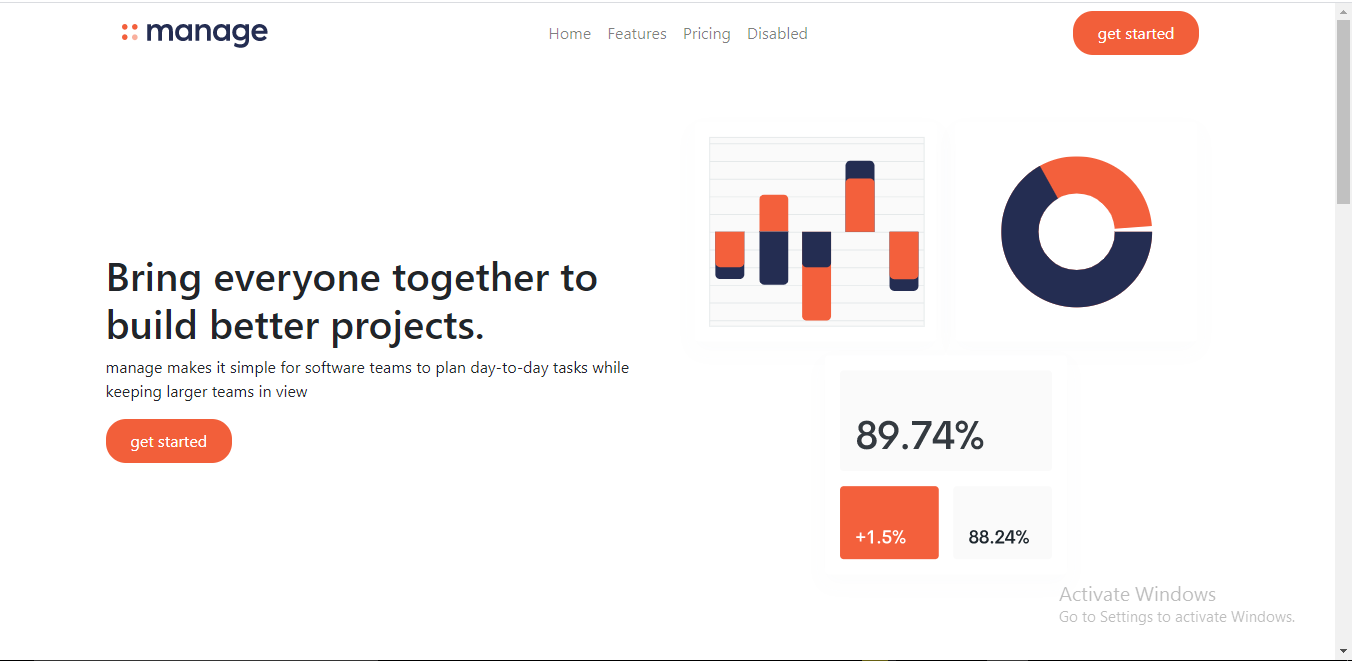 manage
Home Features Pricing Disabled
get started
Bring everyone together to
build better projects.
manage makes it simple for software teams to plan day-to-day tasks while
keeping larger teams in view
get started
89.74%
+1.5%
88.24%
Activate Windows
Go to Settings to activate Windows.